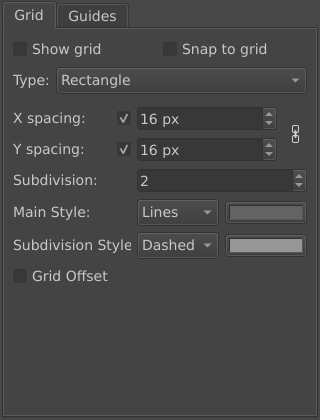 Grid Guides
Show grid Snap to grid
Type: Rectangle
X spacing: 16 px
Y spacing: 16 px
Subdivision: 2
Main Style: Lines
Subdivision Style Dashed
Grid Offset